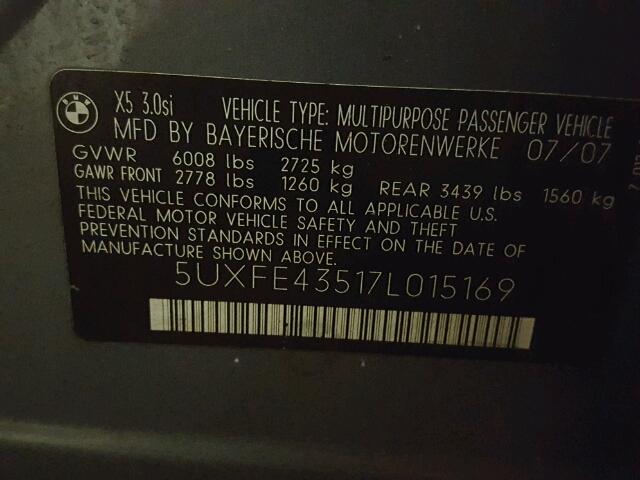 BMW
X5 3.0si VEHICLE TYPE: MULTIPURPOSE PASSENGER VEHICLE
MFD BY BAYERISCHE MOTORENWERKE 07/07
GVWR 6008 lbs 2725 kg
GAWR FRONT 2778 lbs 1260 kg REAR 3439 lbs 1560 kg
THIS VEHICLE CONFORMS TO ALL APPLICABLE U.S.
FEDERAL MOTOR VEHICLE SAFETY AND THEFT
PREVENTION STANDARDS IN EFFECT ON THE DATE OF
MANUFACTURE SHOWN ABOVE.
5UXFE43517L015169